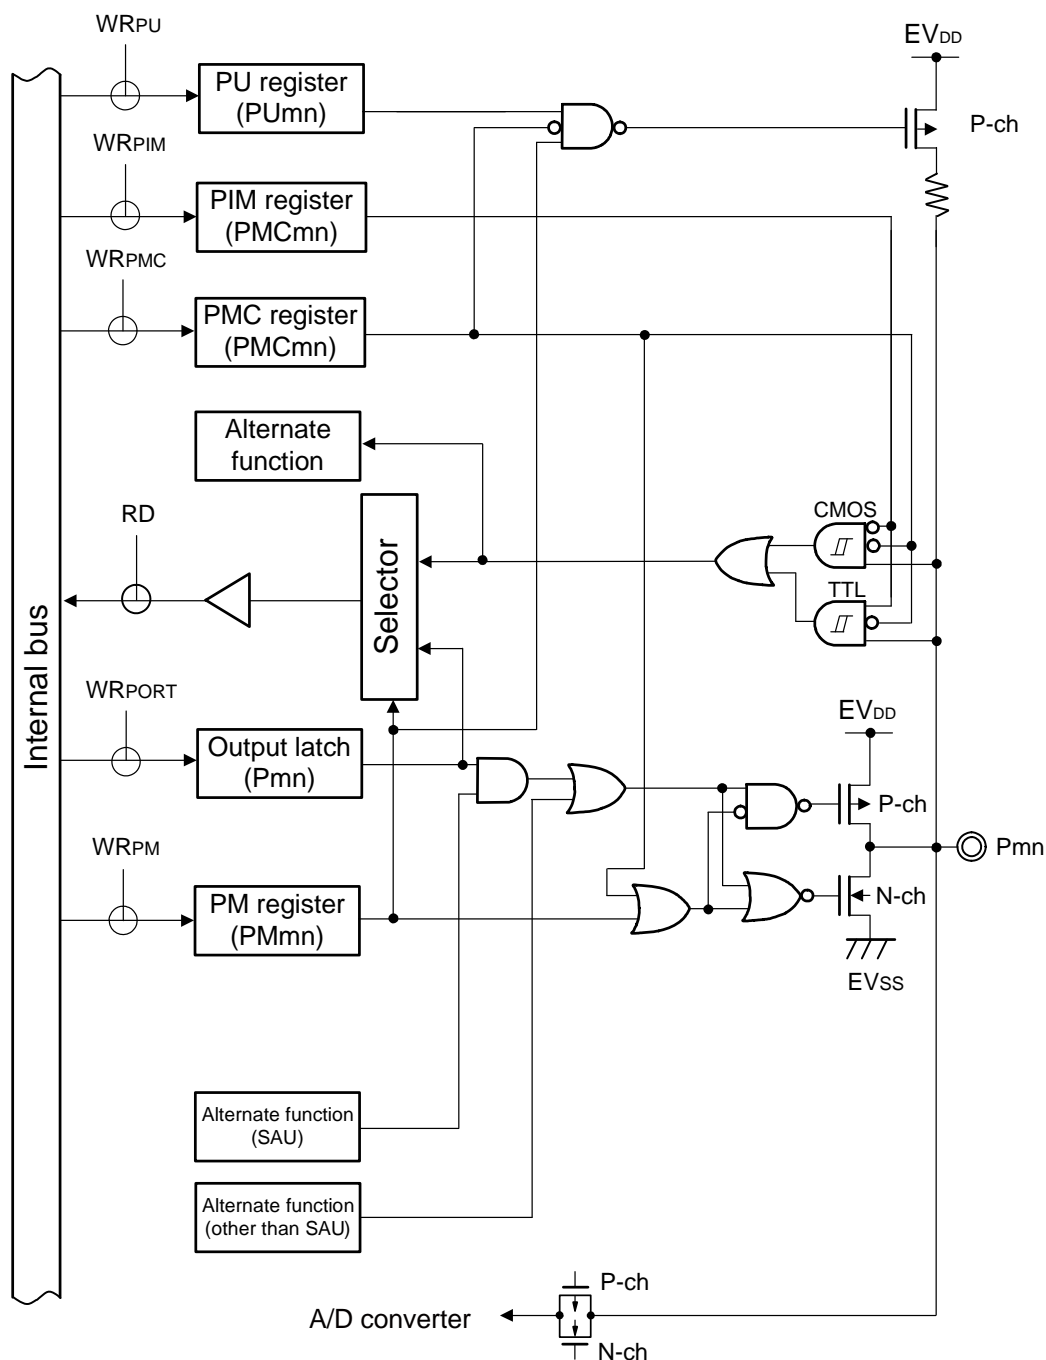 WRPU
EVDD
PU register
(PUmn)
P-ch
WRPIM
PIM register
(PMCmn)
WRPMC
PMC register
(PMCmn)
Alternate
function
CMOS
RD
Selector
TTL
Internal bus
WRPORT
EVDD
Output latch
(Pmn)
P-ch
WRPM
Pmn
PM register
(PMmn)
N-ch
EVSS
Alternate function
(SAU)
Alternate function
(other than SAU)
P-ch
A/D converter
N-ch